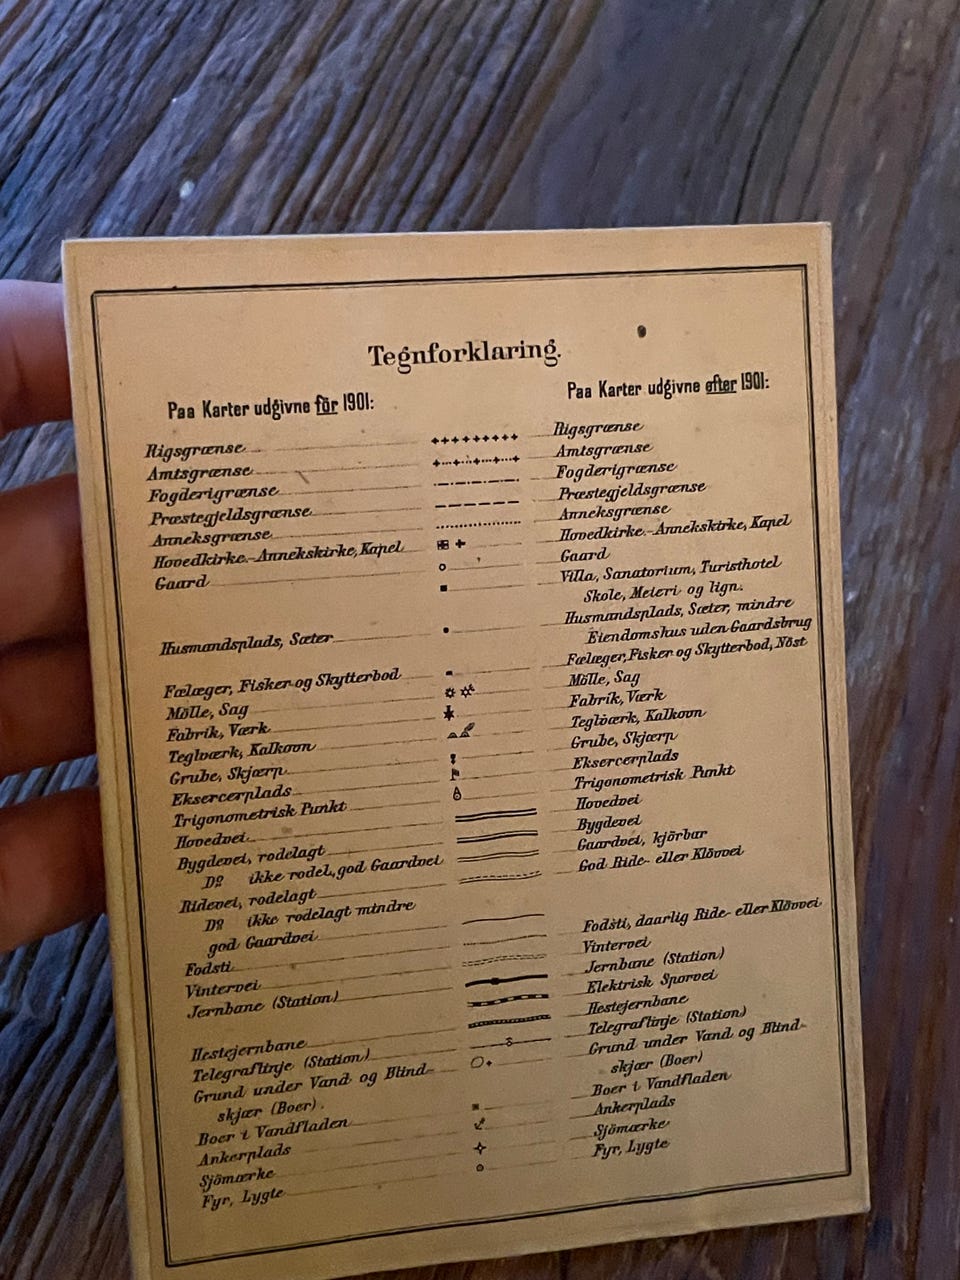 Tegnforklaring.
Paa Karter udgivne för 1901:
Rigsgrænse
Amtsgrænse
Fogderigrænse
Præstegjeldsgrænse
Anneksgrænse
Hovedkirke.-Annekskirke, Kapel
Gaard
Husmandsplads, Sæter
Fælæger, Fisker og Skytterbod
Mölle, Sag
Fabrik, Værk
Teglværk, Kalkovn
Grube, Skjærp
Eksercerplads
Trigonometrisk Punkt
Hovedvei
Bygdevei, rodelagt
Do ikke rodel., god Gaardvei
Ridevei, rodelagt
Do ikke rodelagt mindre
god Gaardvei
Fodsti
Vintervei
Jernbane (Station)
Hestejernbane
Telegraflinje (Station)
Grund under Vand og Blind-
skjær (Boer).
Boer i Vandfladen
Ankerplads
Sjömærke
Fyr, Lygte
Paa Karter udgivne efter 1901:
Rigsgrænse
Amtsgrænse
Fogderigrænse
Præstegjeldsgrænse
Anneksgrænse
Hovedkirke.-Annekskirke, Kapel
Gaard
Villa, Sanatorium, Turisthotel
Skole, Meieri og lign.
Husmandsplads, Sæter, mindre
Eiendomshus uden Gaardsbrug
Fælæger, Fisker og Skytterbod, Nöst
Mölle, Sag
Fabrik, Værk
Teglværk, Kalkovn
Grube, Skjærp
Eksercerplads
Trigonometrisk Punkt
Hovedvei
Bygdevei
Gaardvei, kjörbar
God Ride- eller Klövvei
Fodsti, daarlig Ride- eller Klövvei
Vintervei
Jernbane (Station)
Elektrisk Sporvei
Hestejernbane
Telegraflinje (Station)
Grund under Vand og Blind-
skjær (Boer)
Boer i Vandfladen
Ankerplads
Sjömærke
Fyr, Lygte